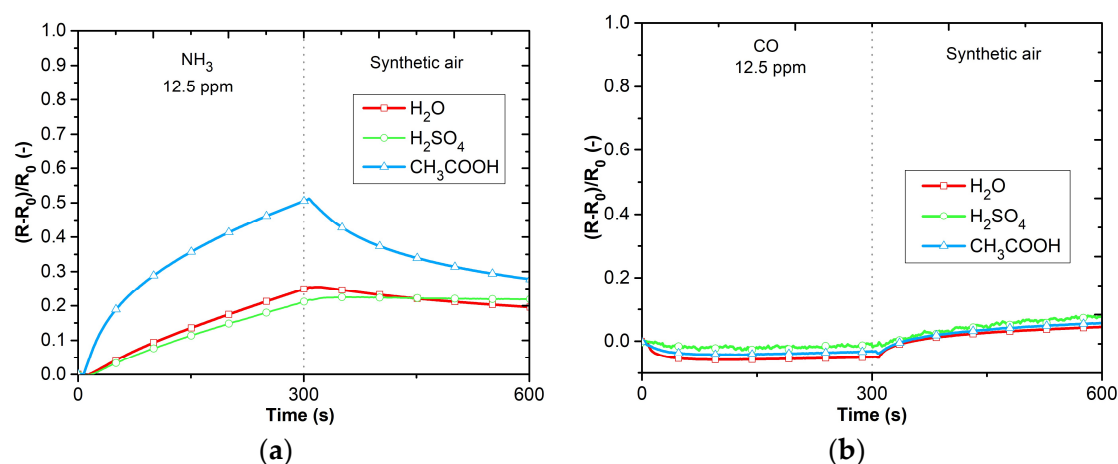 1.0
0.9
0.8
0.7
0.6
0.5
0.4
0.3
0.2
0.1
0.0
(R-R₀)/R₀ (-)
NH₃
12.5 ppm
Synthetic air
H₂O
H₂SO₄
CH₃COOH
0
300
600
Time (s)
(a)
1.0
0.8
0.6
0.4
0.2
0.0
(R-R₀)/R₀ (-)
CO
12.5 ppm
Synthetic air
H₂O
H₂SO₄
CH₃COOH
0
300
600
Time (s)
(b)